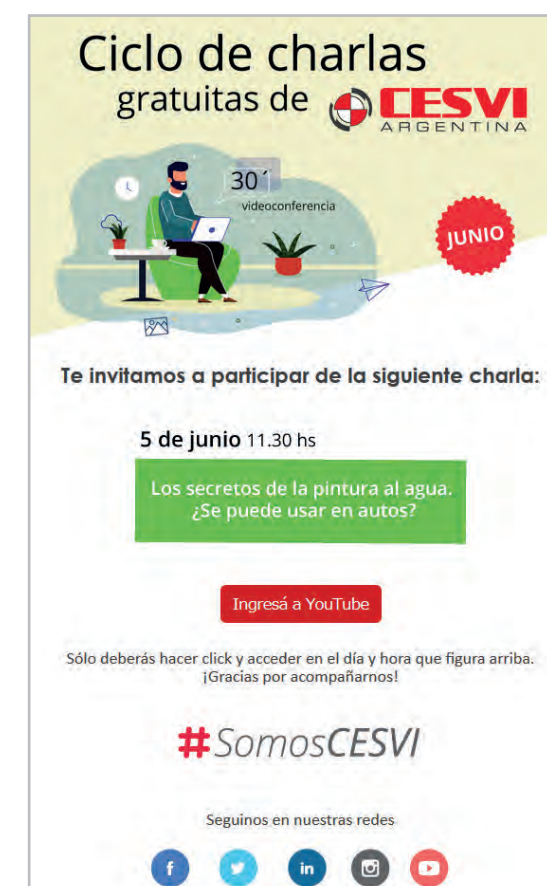 Ciclo de charlas
gratuitas de CESVI
ARGENTINA
30´
videoconferencia
JUNIO
Te invitamos a participar de la siguiente charla:
5 de junio 11.30 hs
Los secretos de la pintura al agua.
¿Se puede usar en autos?
Ingresá a YouTube
Sólo deberás hacer click y acceder en el día y hora que figura arriba.
¡Gracias por acompañarnos!
#SomosCESVI
Seguinos en nuestras redes
f
in